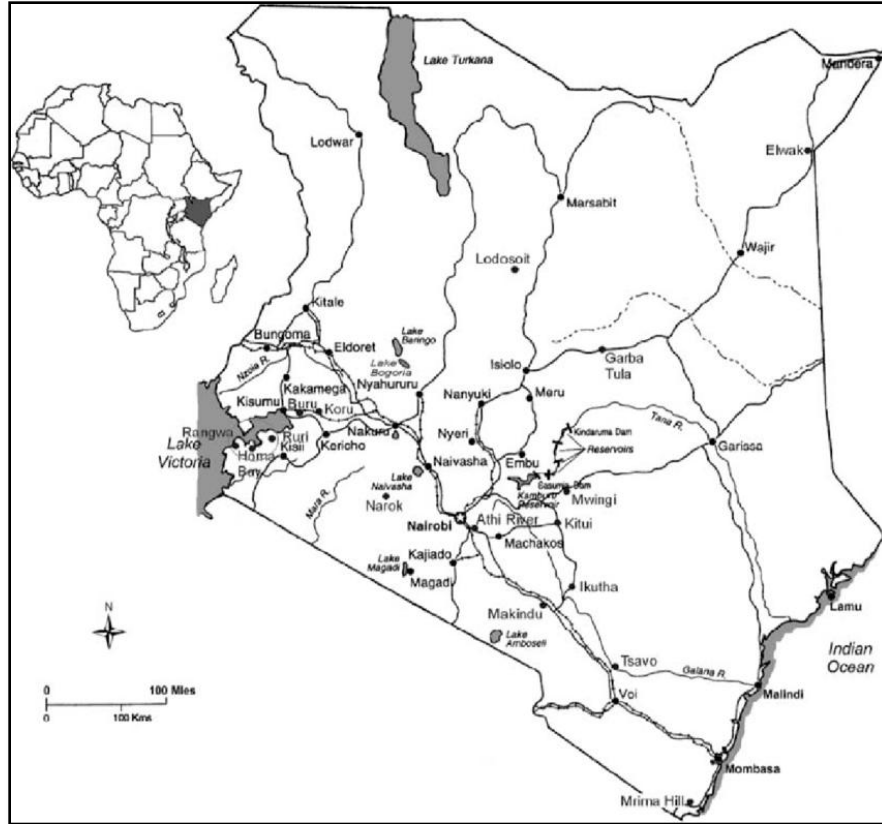 Lake Turkana
Mandera
Lodwar
Elwak
Marsabit
Wajir
Lodosoit
Kitale
Lake
Baringo
Bungoma
Eldoret
Lake
Bogoria
Isiolo
Garba
Tula
Nzoia R.
Nyahururu
Kakamega
Nanyuki
Meru
Kisumu
Buru
Koru
Tana R.
Kindaruma Dam
Rangwa
Ruri
Nakuru
Nyeri
Reservoirs
Garissa
Lake
Victoria
Homa
Bay
Kisii
Kericho
Naivasha
Embu
Lake
Naivasha
Kamburu
Reservoir
Mwingi
Mara R.
Narok
Nairobi
Athi River
Kitui
Machakos
Lake
Magadi
Kajiado
Magadi
Ikutha
Makindu
Lamu
N
Lake
Amboseli
Indian
Ocean
Tsavo
Galana R.
0
100 Miles
Voi
Malindi
0
100 Kms
Mombasa
Mrima Hill